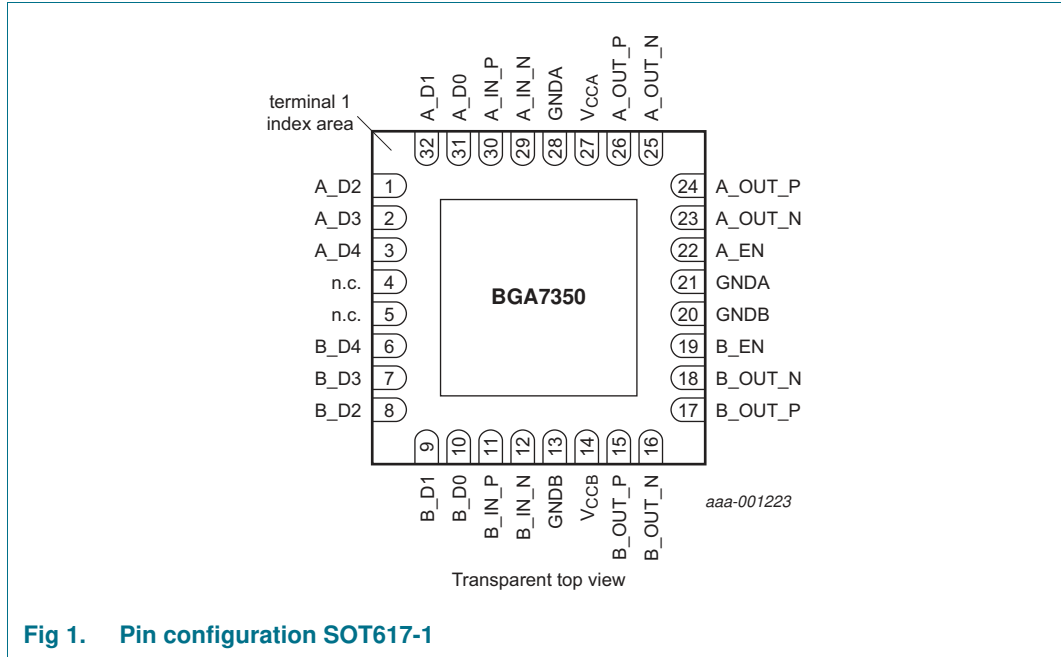 terminal 1
index area
A_D1
A_D0
A_IN_P
A_IN_N
GNDA
VCCA
A_OUT_P
A_OUT_N
32
31
30
29
28
27
26
25
A_D2 1
A_D3 2
A_D4 3
n.c. 4
n.c. 5
B_D4 6
B_D3 7
B_D2 8
BGA7350
24 A_OUT_P
23 A_OUT_N
22 A_EN
21 GNDA
20 GNDB
19 B_EN
18 B_OUT_N
17 B_OUT_P
9
10
11
12
13
14
15
16
B_D1
B_D0
B_IN_P
B_IN_N
GNDB
VCCB
B_OUT_P
B_OUT_N
aaa-001223
Transparent top view
Fig 1. Pin configuration SOT617-1